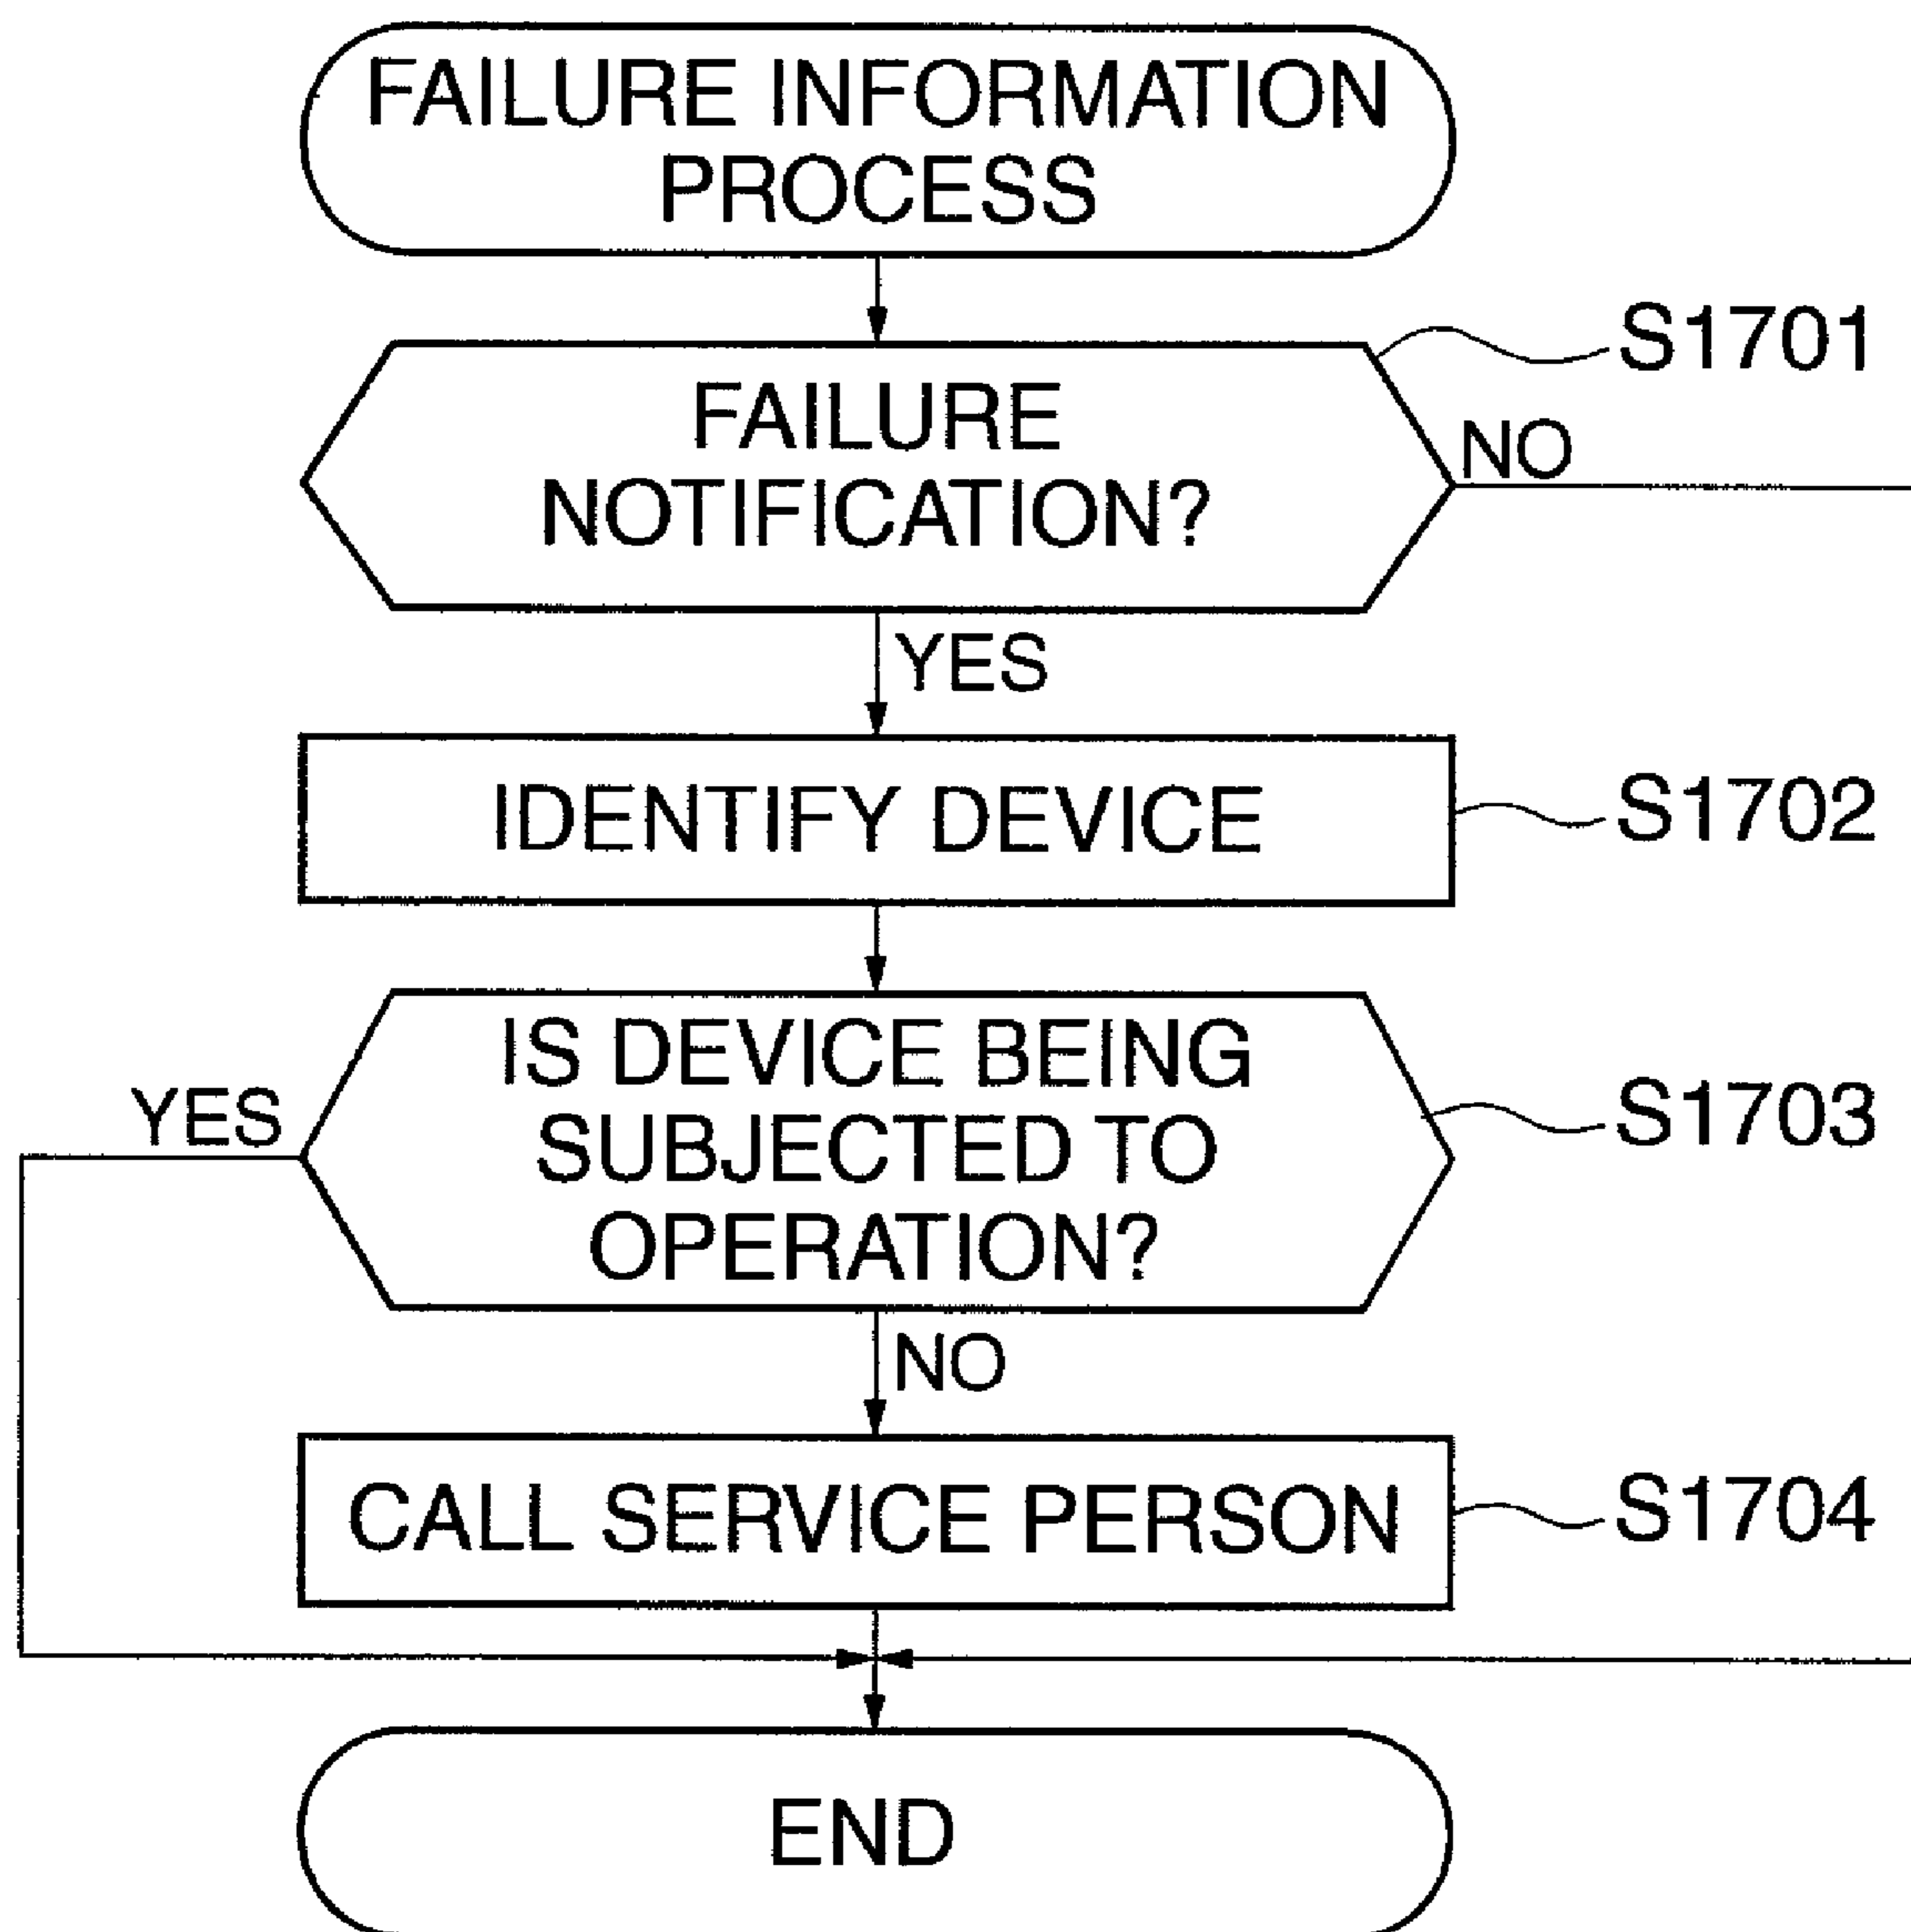 FAILURE INFORMATION
PROCESS
S1701
FAILURE
NOTIFICATION?
NO
YES
IDENTIFY DEVICE
S1702
IS DEVICE BEING
SUBJECTED TO
OPERATION?
S1703
YES
NO
CALL SERVICE PERSON
S1704
END